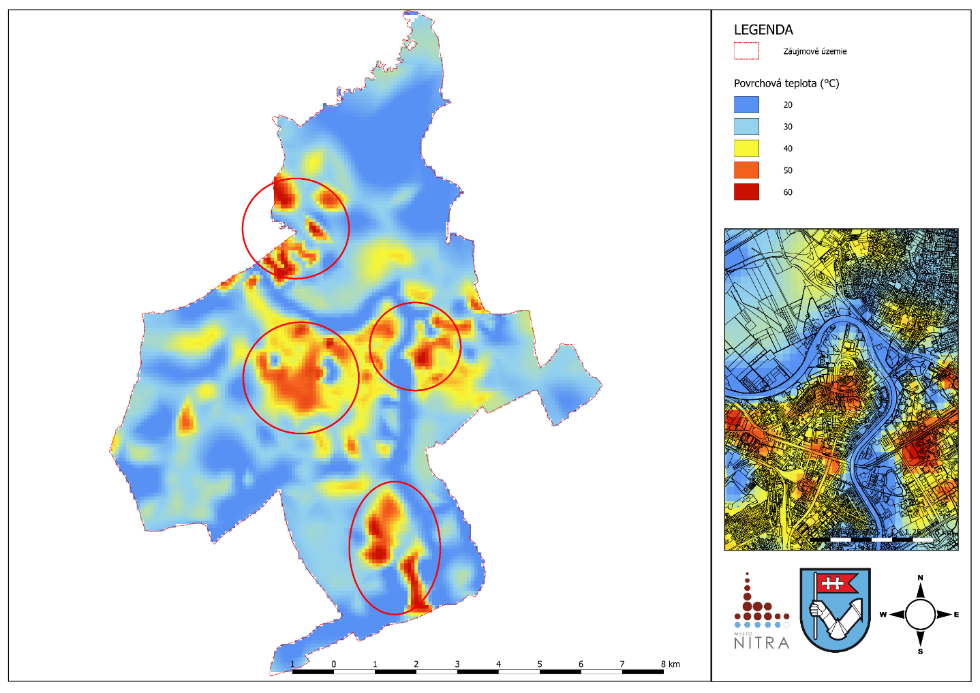 LEGENDA
Záujmové územie
Povrchová teplota (°C)
20
30
40
50
60
N
W E
S
MESTO
NITRA
1 0 1 2 3 4 5 6 7 8 km